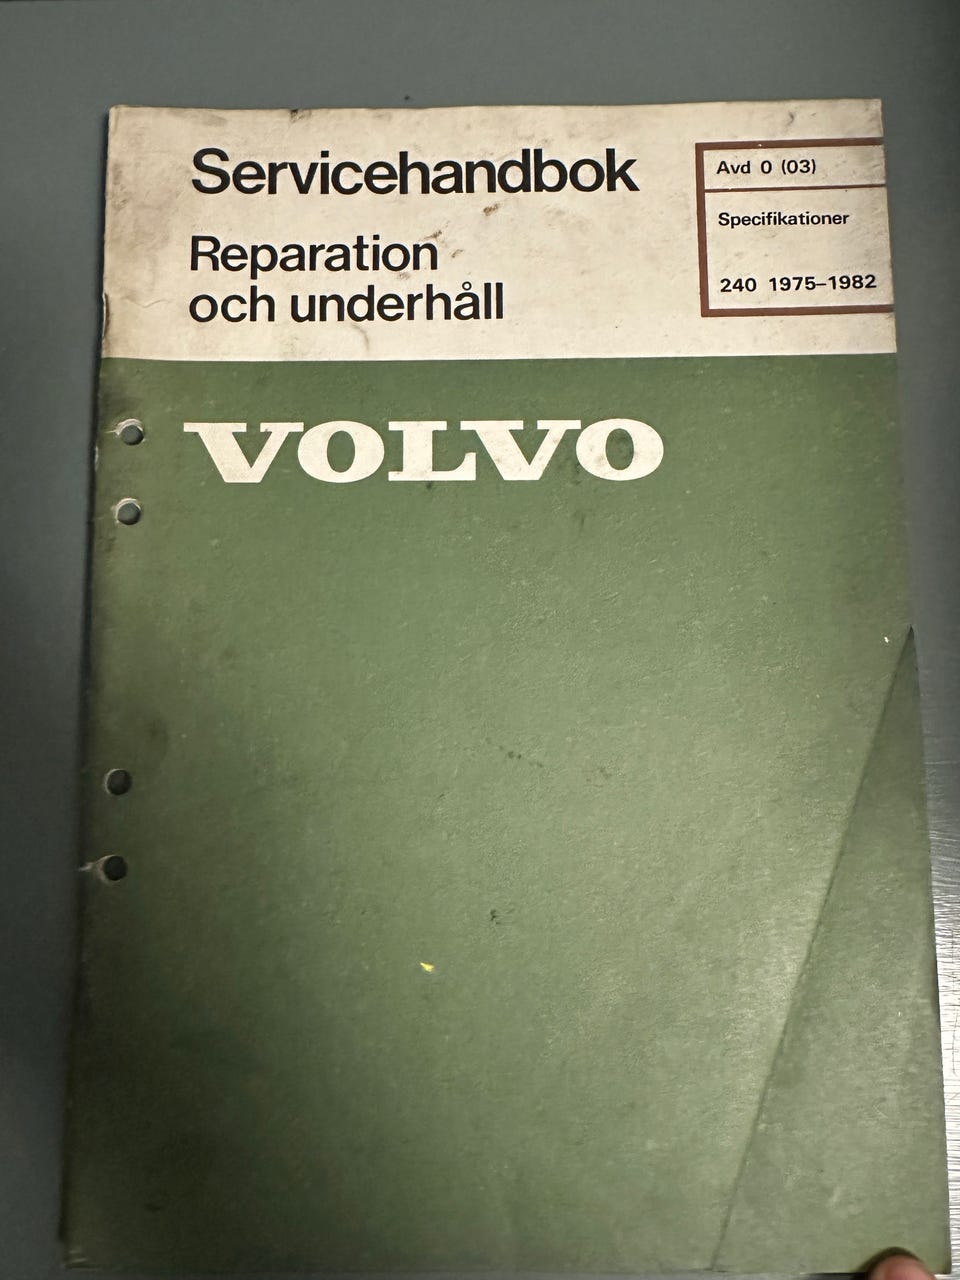 Servicehandbok
Reparation
och underhåll
Avd 0 (03)
Specifikationer
240 1975–1982
VOLVO